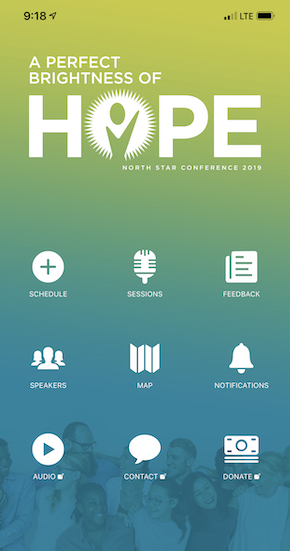 9:18
LTE
A PERFECT
BRIGHTNESS OF
HOPE
NORTH STAR CONFERENCE 2019
SCHEDULE
SESSIONS
FEEDBACK
SPEAKERS
MAP
NOTIFICATIONS
AUDIO
CONTACT
DONATE